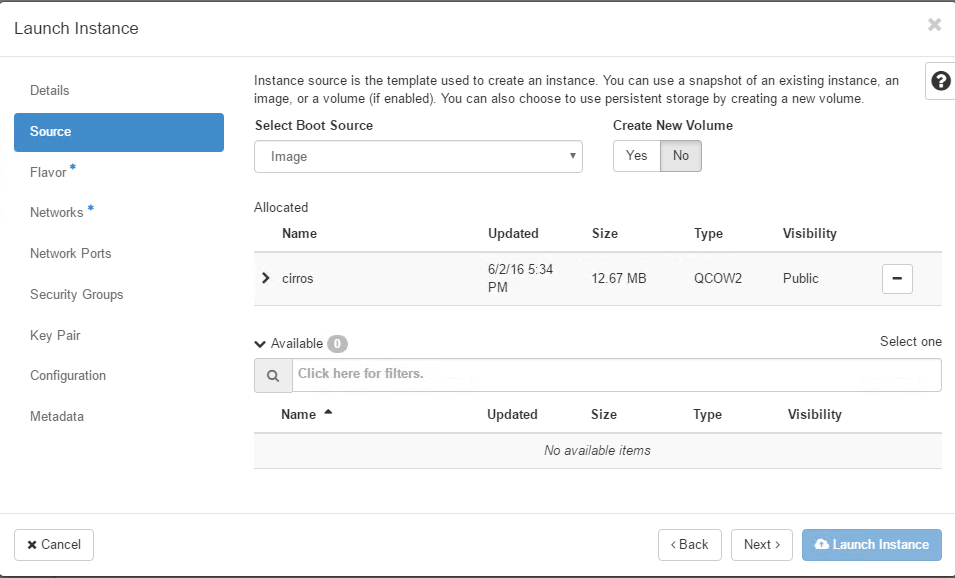 Launch Instance
Details
Source
Flavor *
Networks *
Network Ports
Security Groups
Key Pair
Configuration
Metadata
Instance source is the template used to create an instance. You can use a snapshot of an existing instance, an
image, or a volume (if enabled). You can also choose to use persistent storage by creating a new volume.
Select Boot Source
Create New Volume
Image
Yes No
Allocated
Name Updated Size Type Visibility
cirros 6/2/16 5:34 PM 12.67 MB QCOW2 Public
Available 0
Select one
Click here for filters.
Name Updated Size Type Visibility
No available items
Cancel
< Back
Next >
Launch Instance